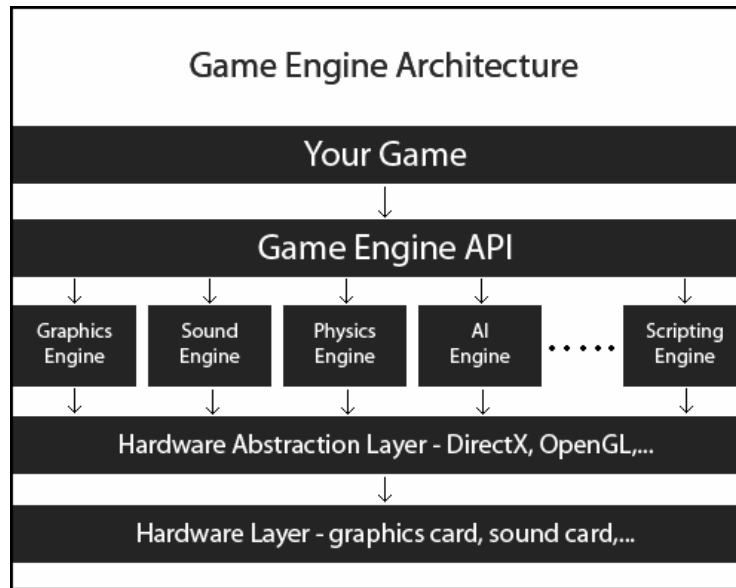 Game Engine Architecture
Your Game
Game Engine API
Graphics
Engine
Sound
Engine
Physics
Engine
AI
Engine
Scripting
Engine
Hardware Abstraction Layer - DirectX, OpenGL,...
Hardware Layer - graphics card, sound card,...